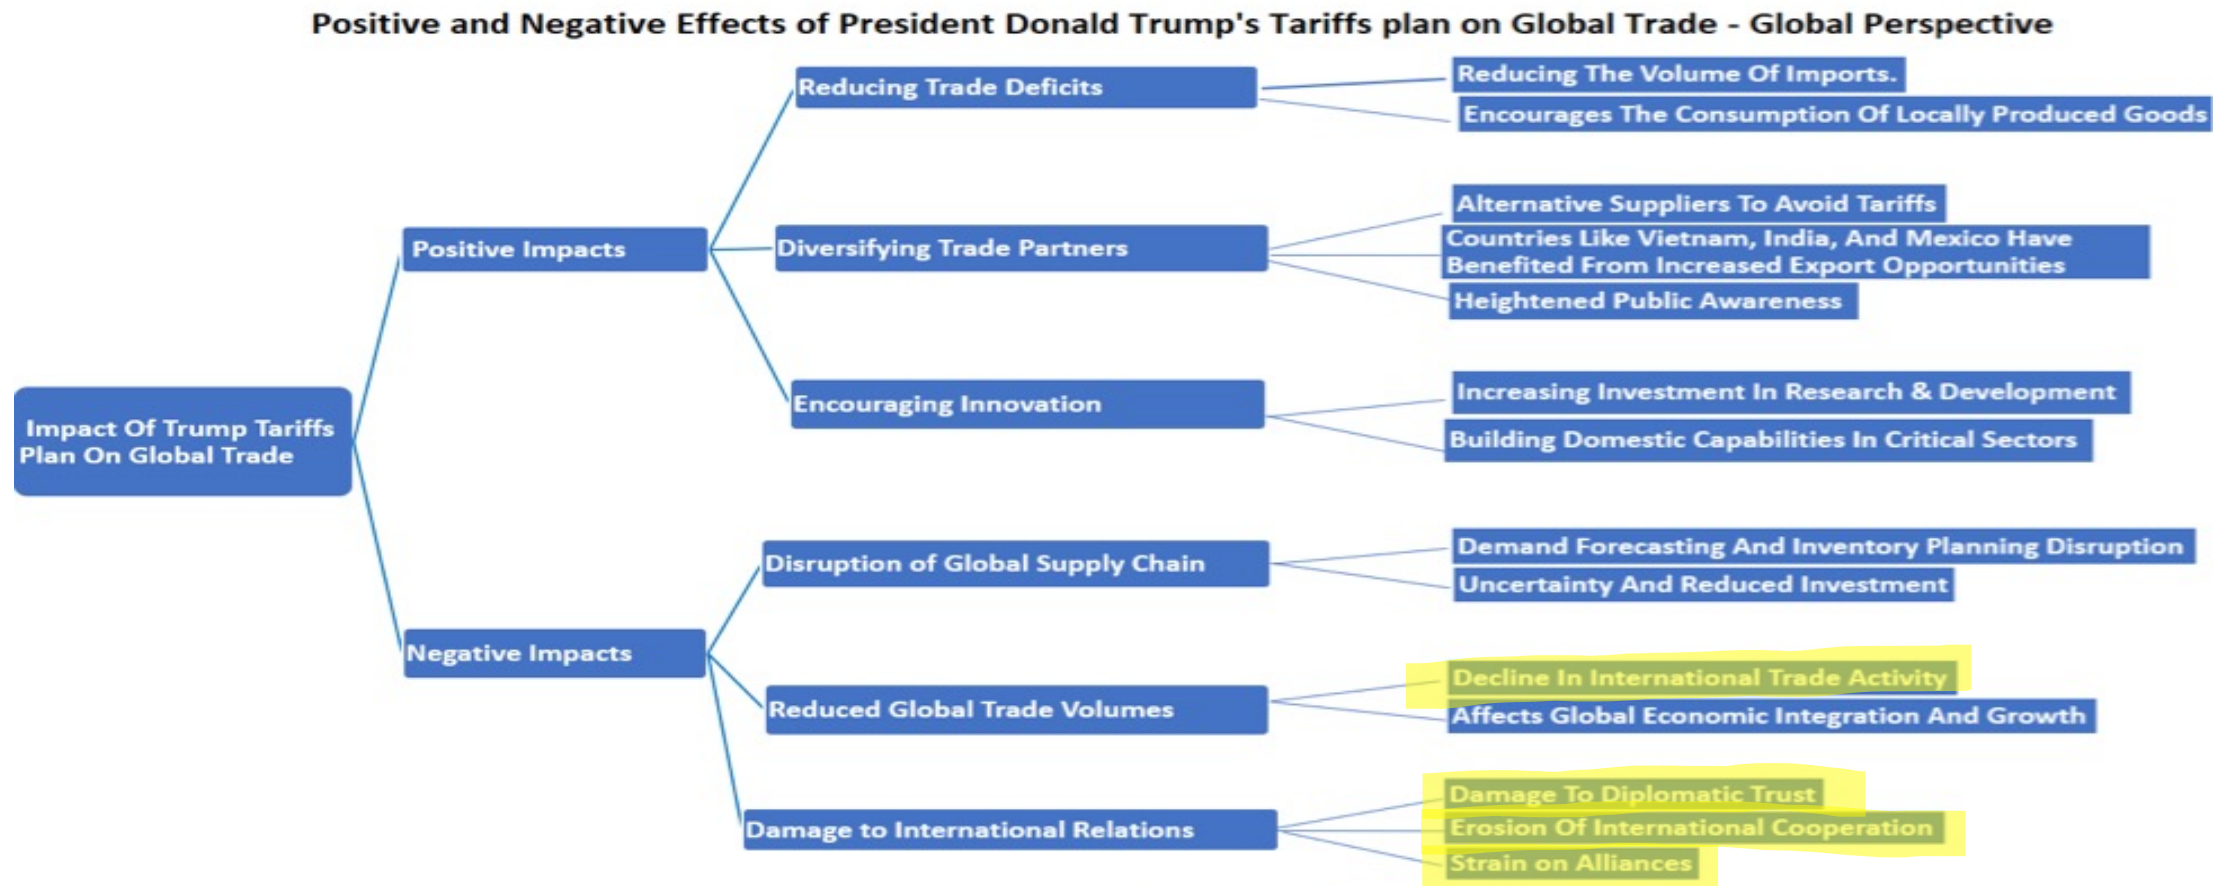 Positive and Negative Effects of President Donald Trump's Tariffs plan on Global Trade - Global Perspective
Impact Of Trump Tariffs
Plan On Global Trade
Positive Impacts
Reducing Trade Deficits
Reducing The Volume Of Imports.
Encourages The Consumption Of Locally Produced Goods
Diversifying Trade Partners
Alternative Suppliers To Avoid Tariffs
Countries Like Vietnam, India, And Mexico Have
Benefited From Increased Export Opportunities
Heightened Public Awareness
Encouraging Innovation
Increasing Investment In Research & Development
Building Domestic Capabilities In Critical Sectors
Negative Impacts
Disruption of Global Supply Chain
Demand Forecasting And Inventory Planning Disruption
Uncertainty And Reduced Investment
Reduced Global Trade Volumes
Decline In International Trade Activity
Affects Global Economic Integration And Growth
Damage to International Relations
Damage To Diplomatic Trust
Erosion Of International Cooperation
Strain on Alliances